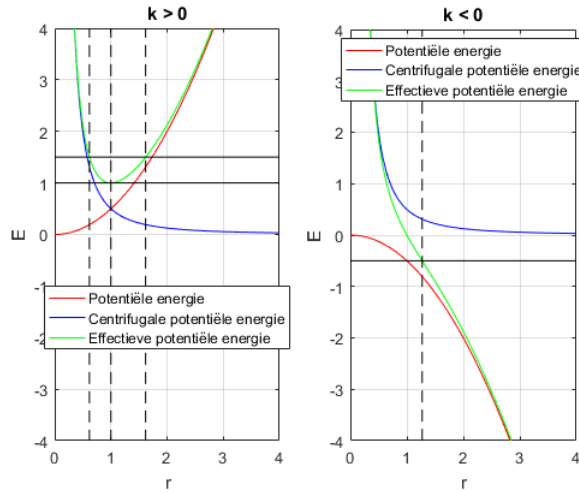 k > 0
4
3
2
1
0
-1
-2
-3
-4
E
0
1
2
3
4
r
Potentiële energie
Centrifugale potentiële energie
Effectieve potentiële energie
k < 0
4
3
2
1
0
-1
-2
-3
-4
E
0
1
2
3
4
r
Potentiële energie
Centrifugale potentiële energie
Effectieve potentiële energie